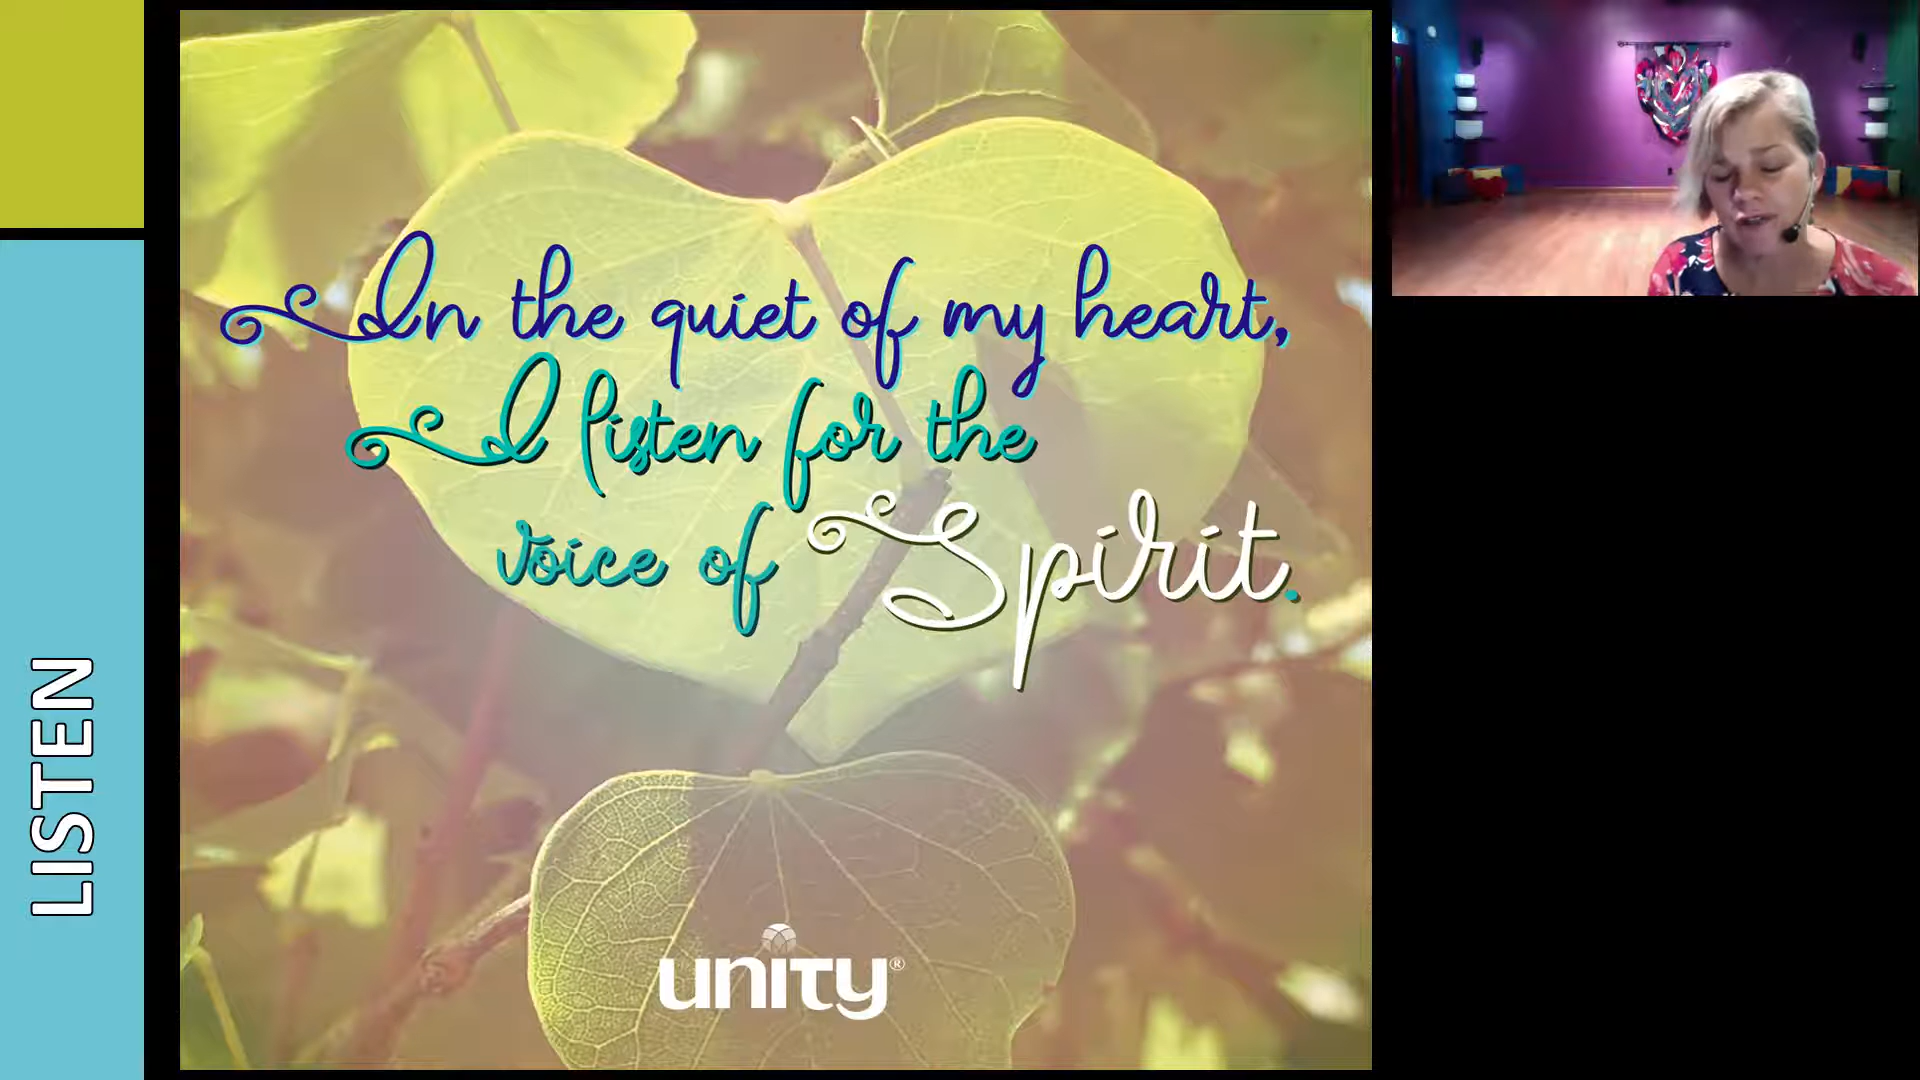 In the quiet of my heart,
I listen for the
voice of Spirit.
unity®
LISTEN